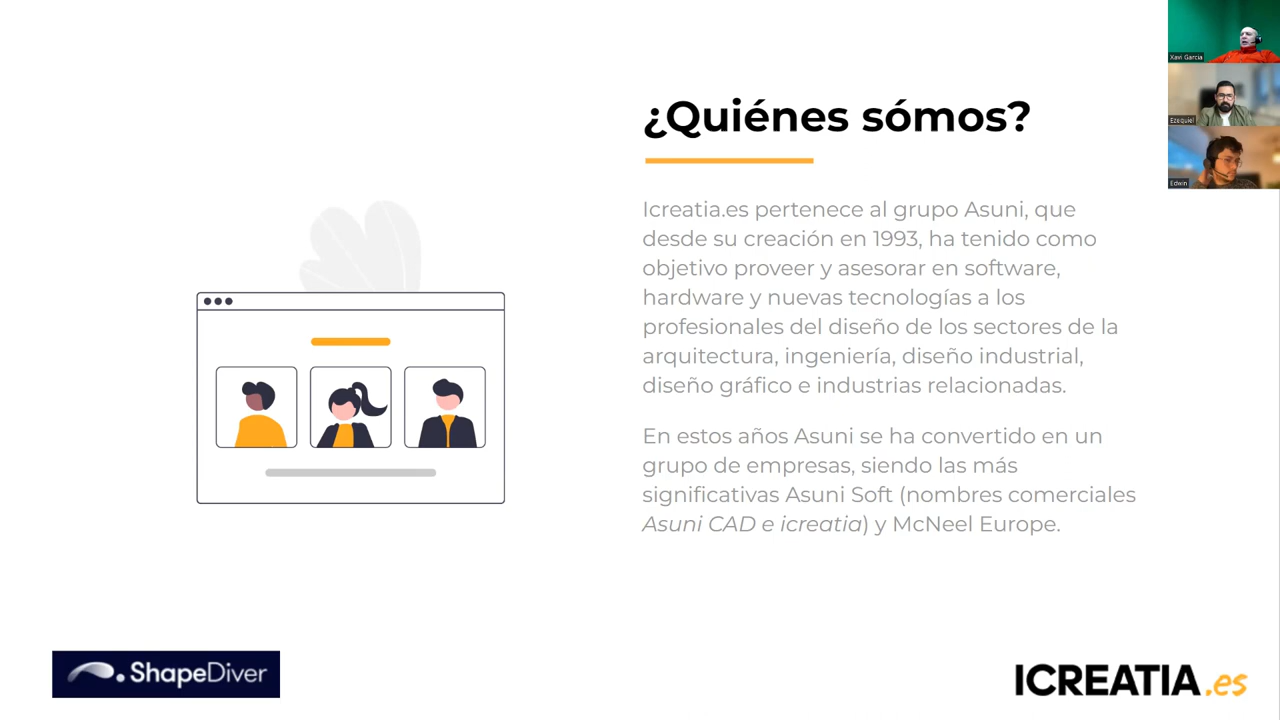 ¿Quiénes sómos?
Icreatia.es pertenece al grupo Asuni, que
desde su creación en 1993, ha tenido como
objetivo proveer y asesorar en software,
hardware y nuevas tecnologías a los
profesionales del diseño de los sectores de la
arquitectura, ingeniería, diseño industrial,
diseño gráfico e industrias relacionadas.
En estos años Asuni se ha convertido en un
grupo de empresas, siendo las más
significativas Asuni Soft (nombres comerciales
Asuni CAD e icreatia) y McNeel Europe.
ShapeDiver
ICREATIA.es
Xavi Garcia
Ezequiel
Edwin